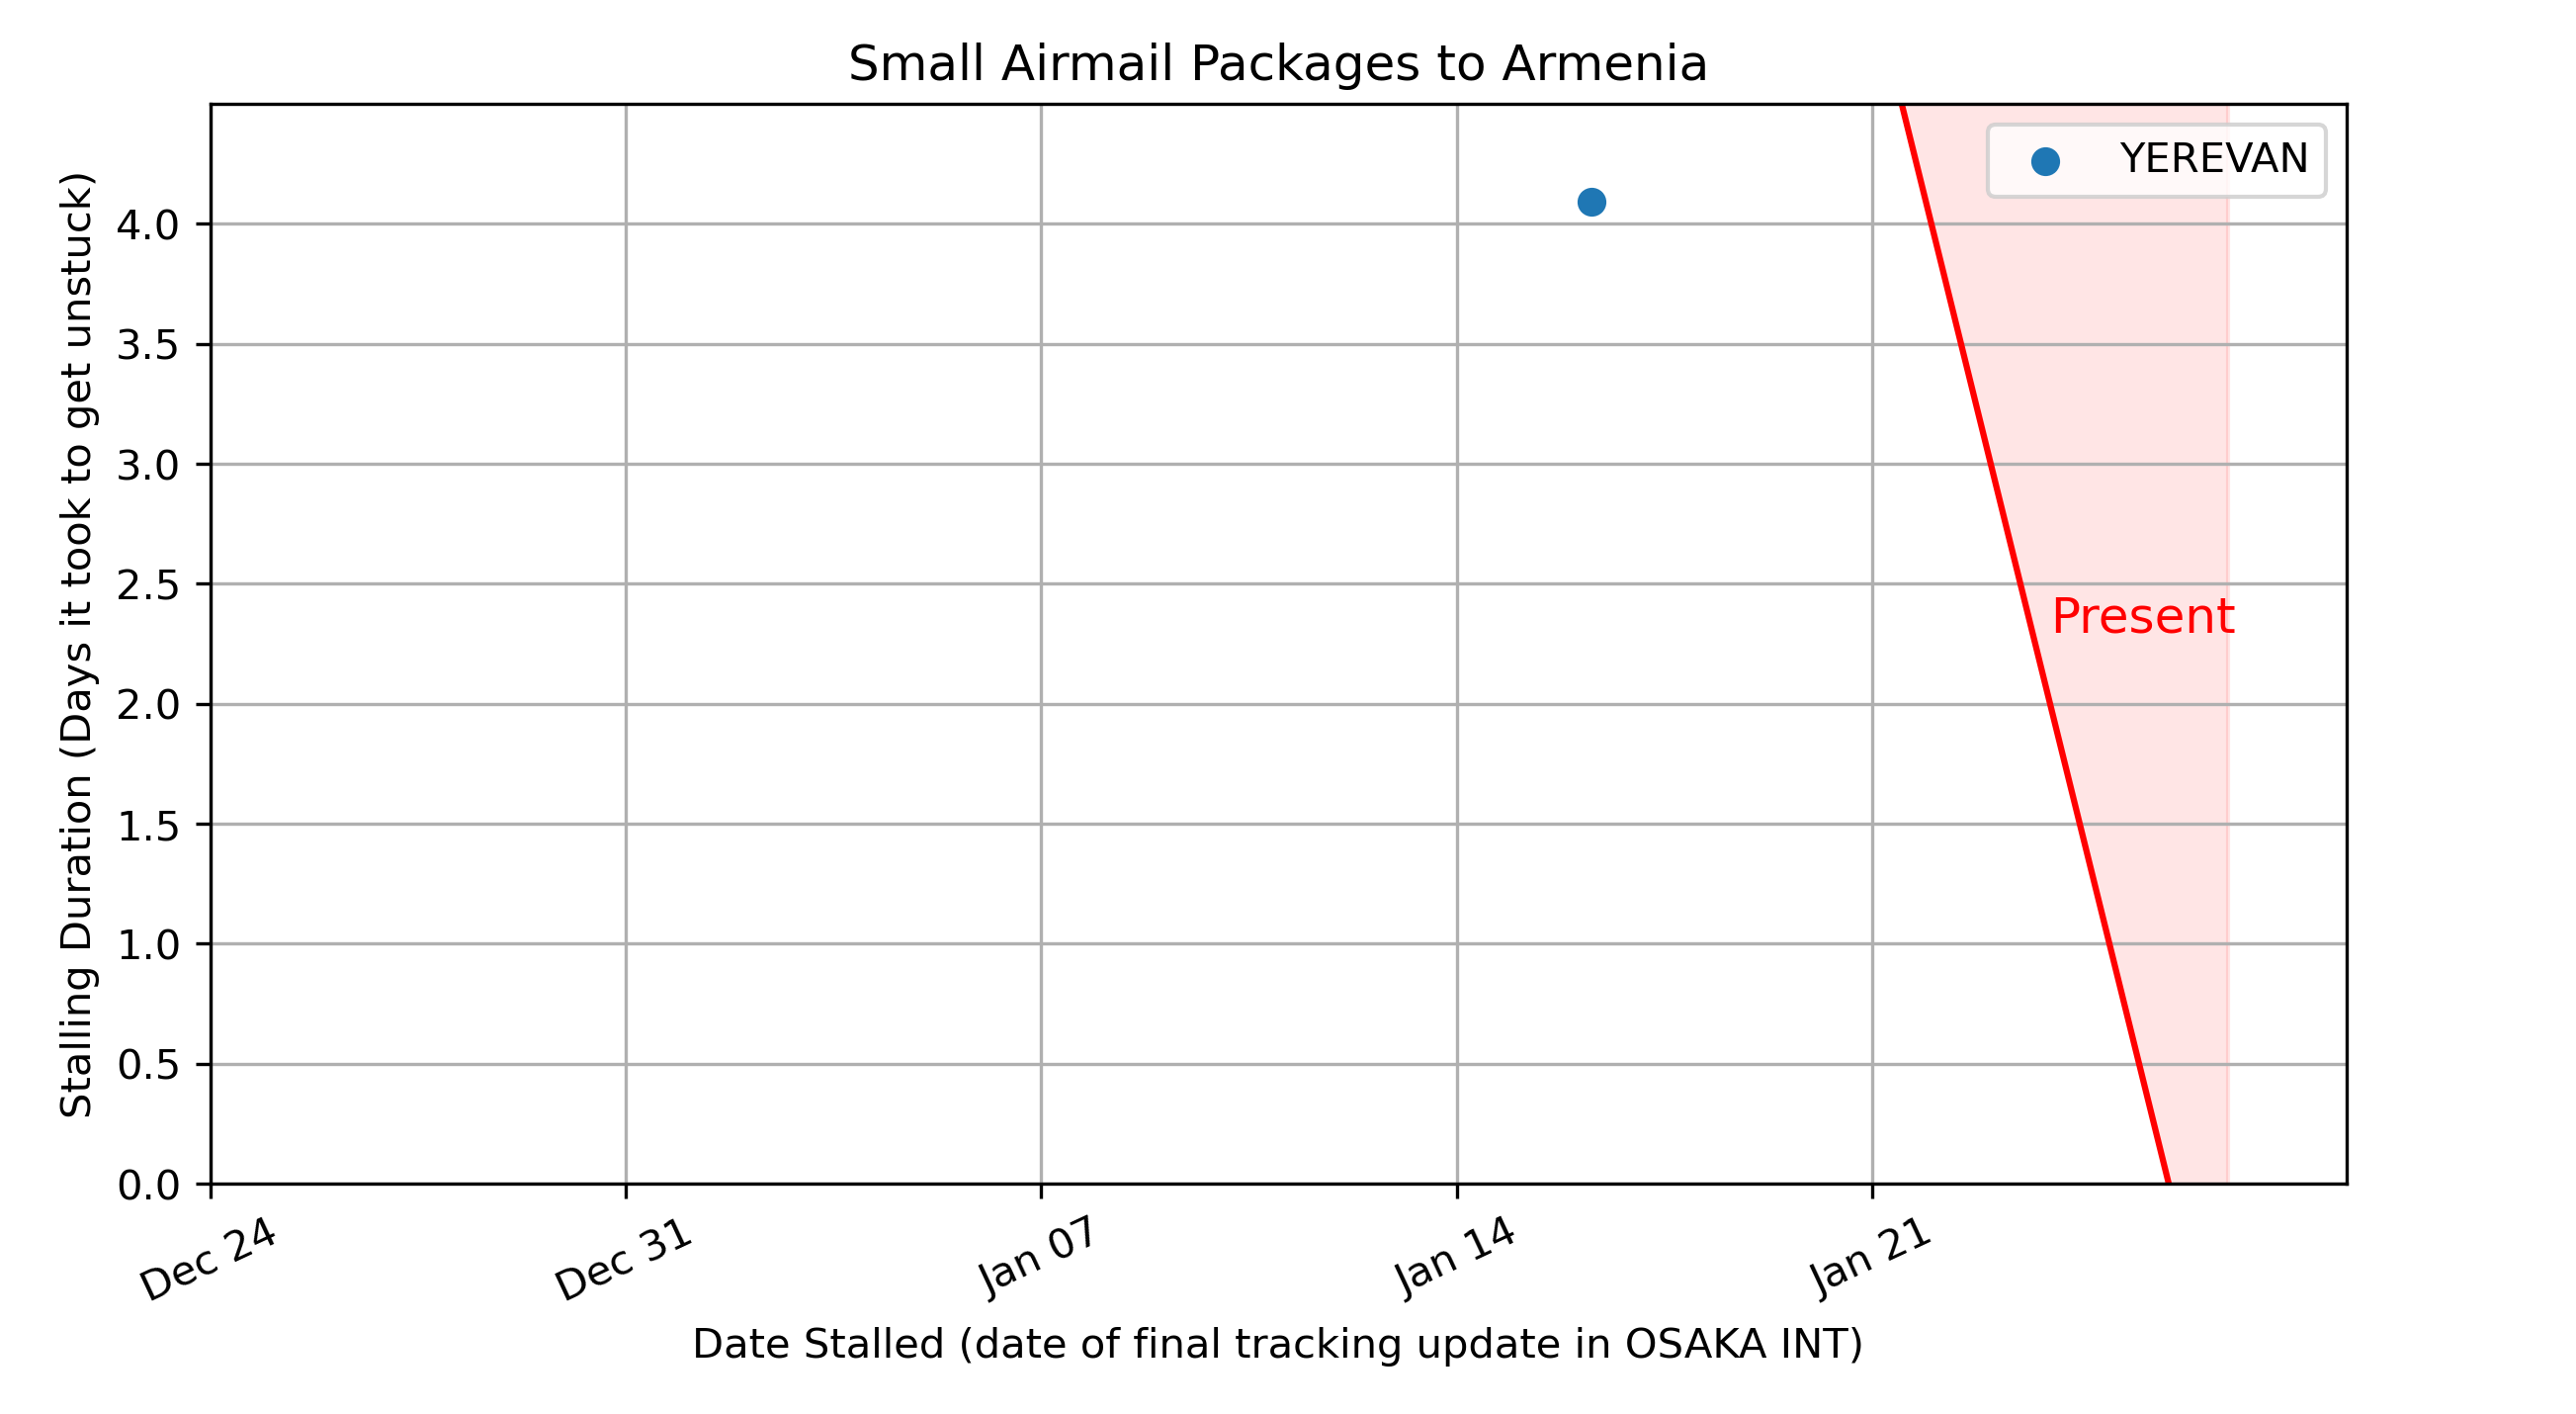 Small Airmail Packages to Armenia
YEREVAN
Stalling Duration (Days it took to get unstuck)
4.0
3.5
3.0
2.5
2.0
1.5
1.0
0.5
0.0
Present
Dec 24
Dec 31
Jan 07
Jan 14
Jan 21
Date Stalled (date of final tracking update in OSAKA INT)